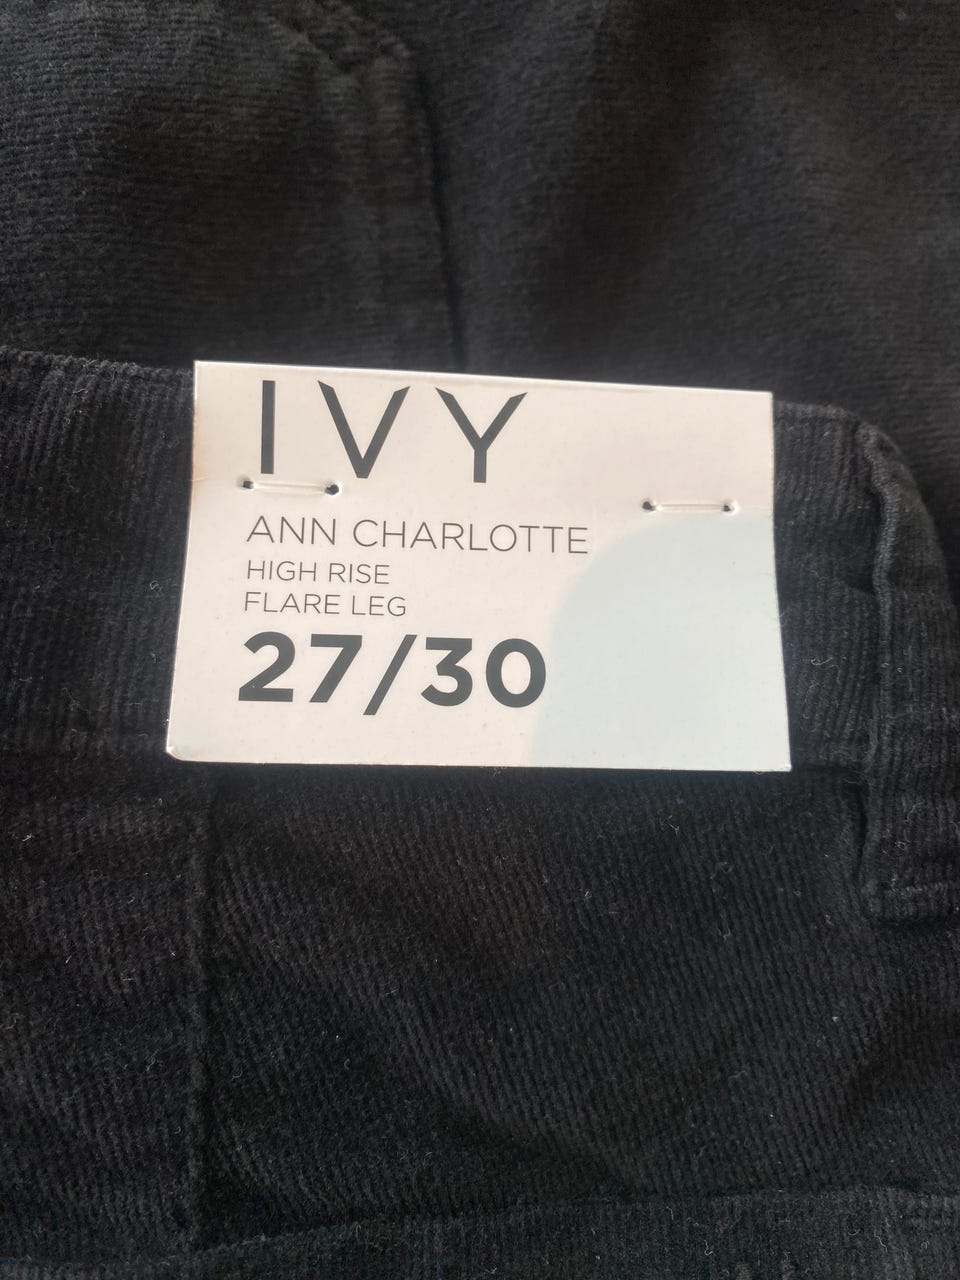 IVY
ANN CHARLOTTE
HIGH RISE
FLARE LEG
27/30